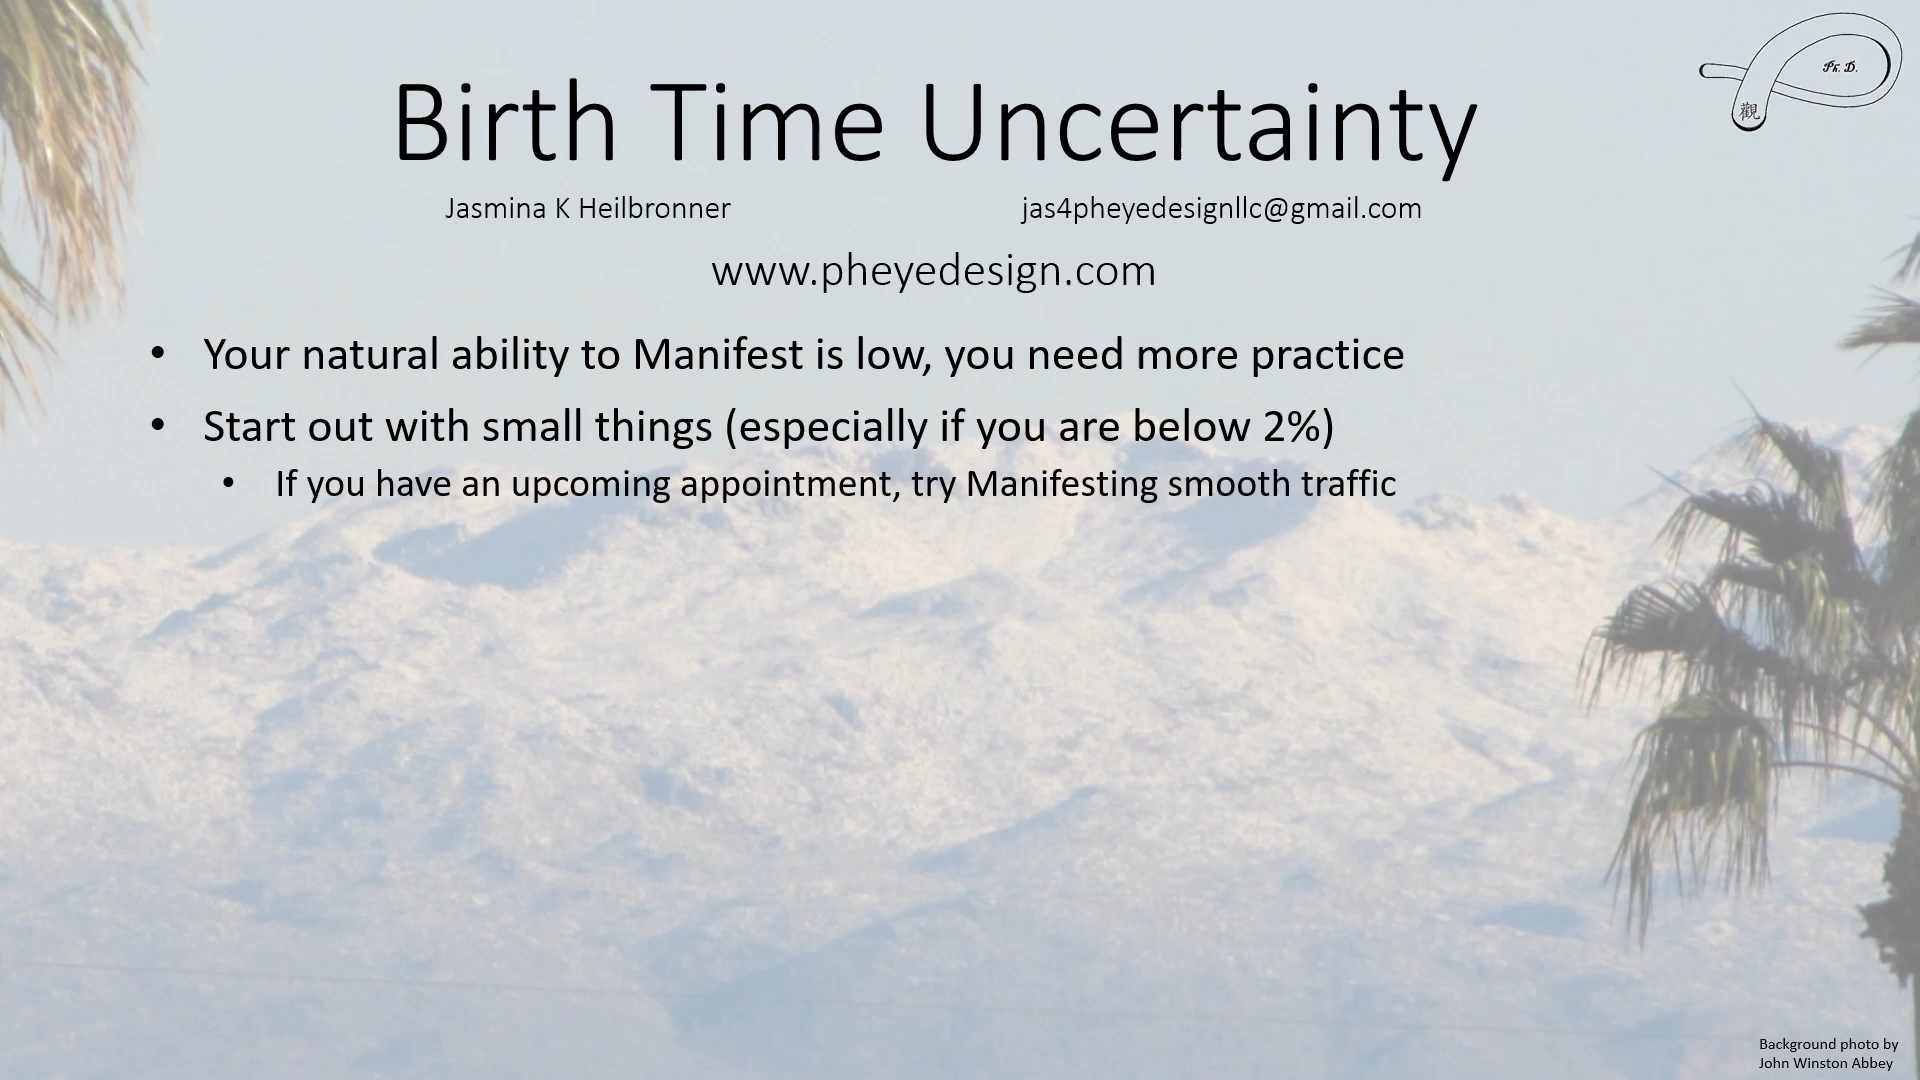 Ph. D.
觀
Birth Time Uncertainty
Jasmina K Heilbronner
jas4pheyedesignllc@gmail.com
www.pheyedesign.com
• Your natural ability to Manifest is low, you need more practice
• Start out with small things (especially if you are below 2%)
• If you have an upcoming appointment, try Manifesting smooth traffic
Background photo by
John Winston Abbey